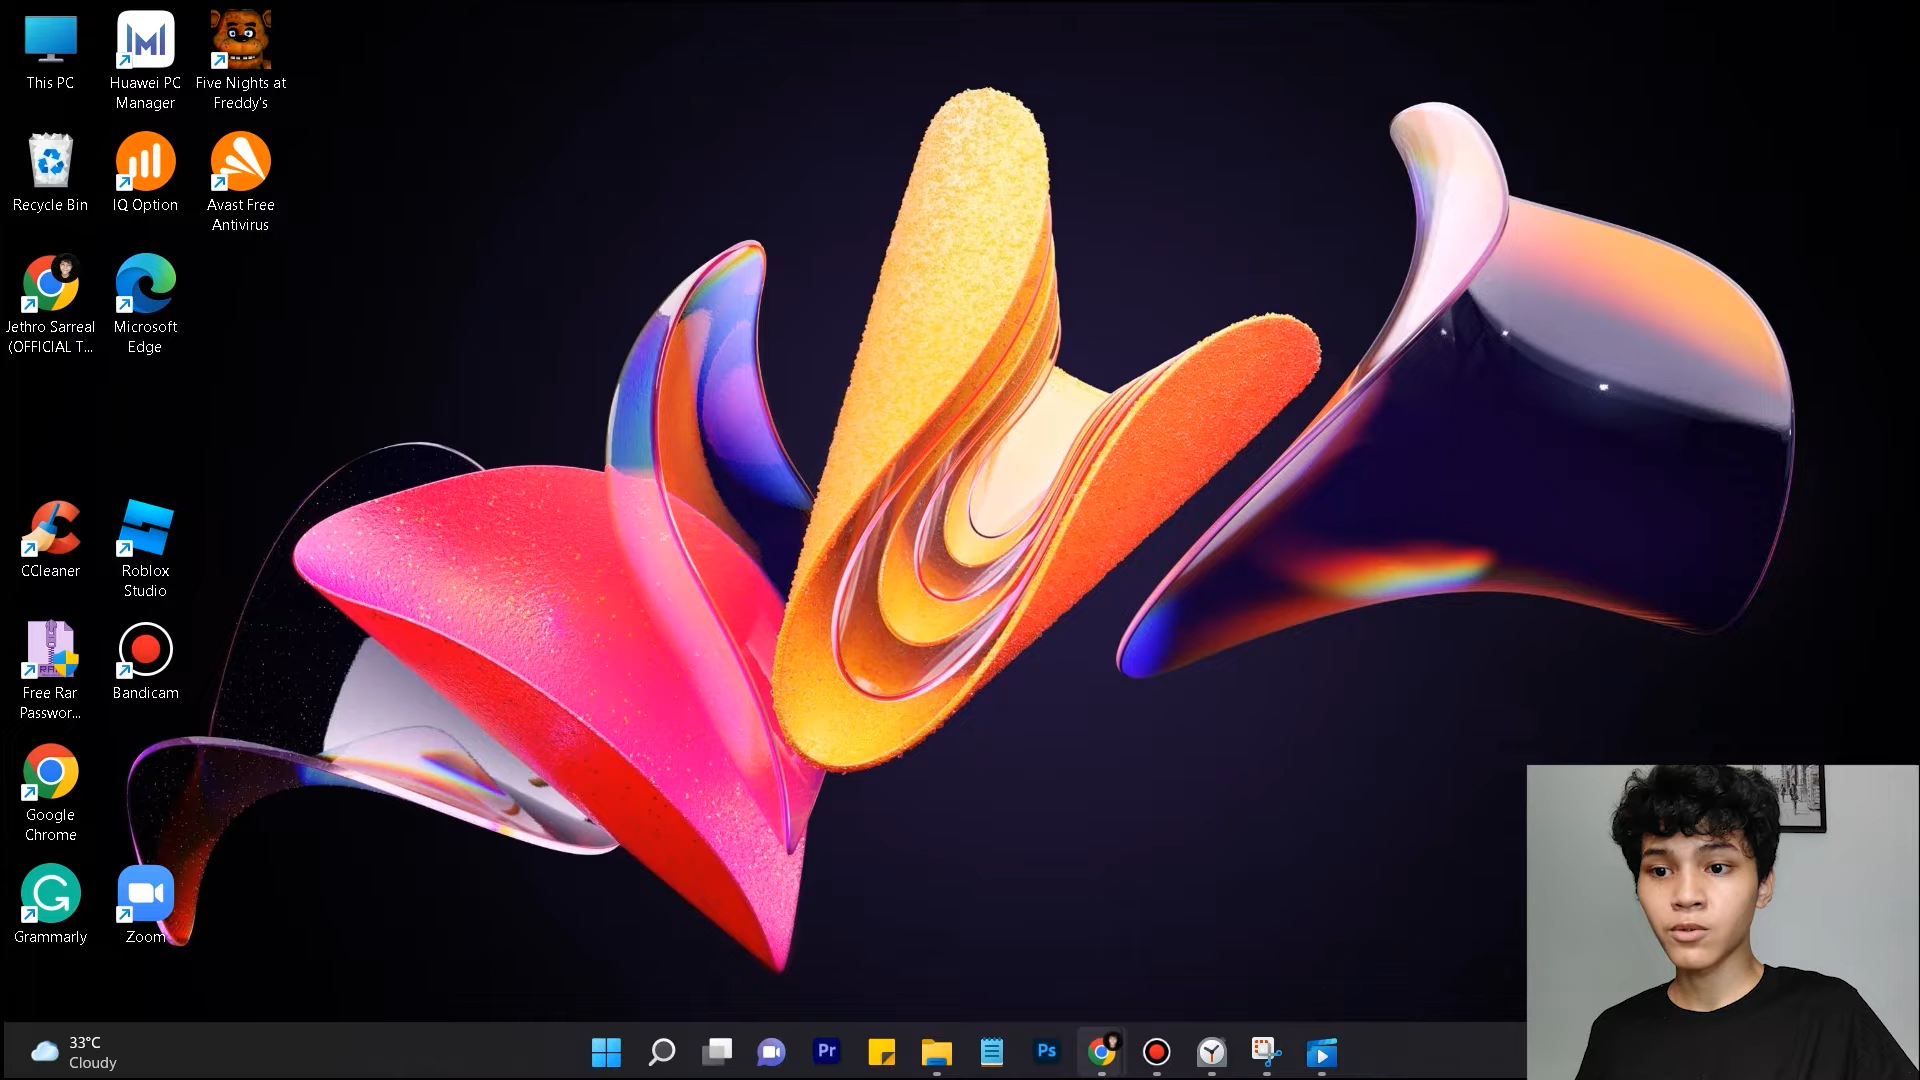 This PC
Huawei PC
Manager
Five Nights at
Freddy's
Recycle Bin
IQ Option
Avast Free
Antivirus
Jethro Sarreal
(OFFICIAL T...
Microsoft
Edge
CCleaner
Roblox
Studio
Free Rar
Passwor...
Bandicam
Google
Chrome
Grammarly
Zoom
33°C
Cloudy
Pr
Ps